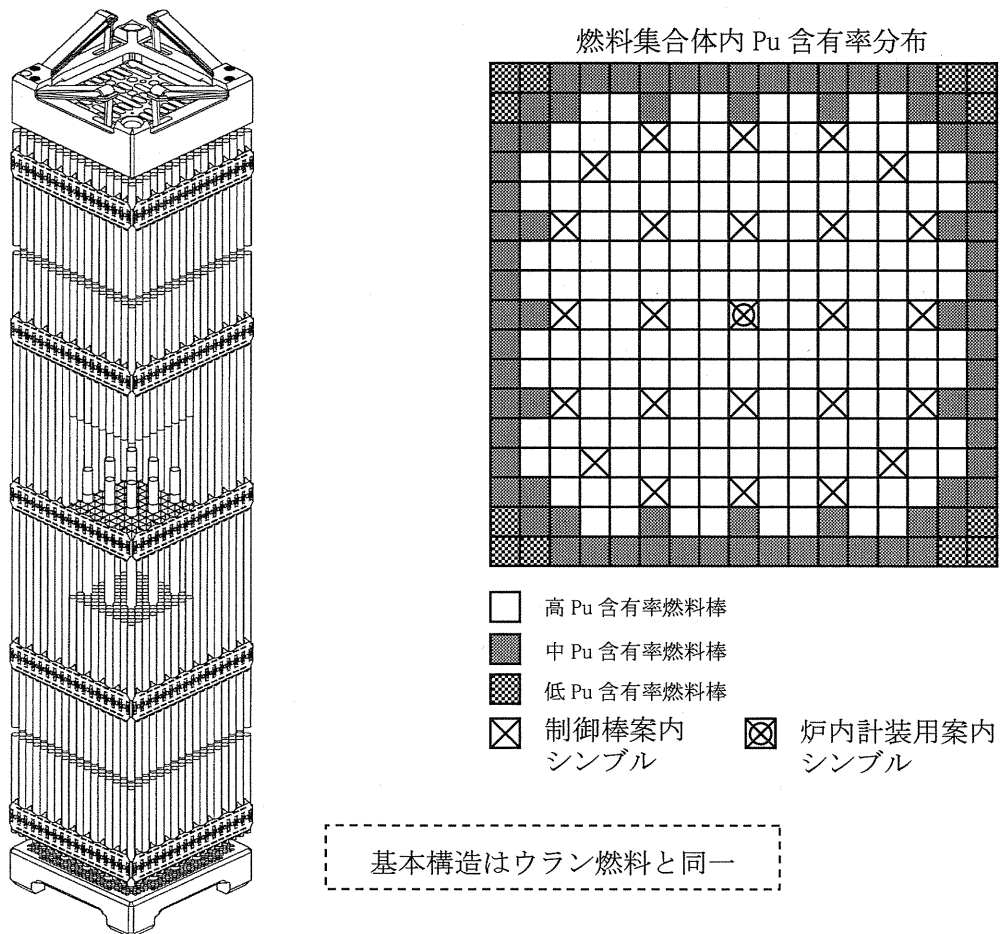 燃料集合体内 Pu 含有率分布
高 Pu 含有率燃料棒
中 Pu 含有率燃料棒
低 Pu 含有率燃料棒
制御棒案内
シンブル
炉内計装用案内
シンブル
基本構造はウラン燃料と同一